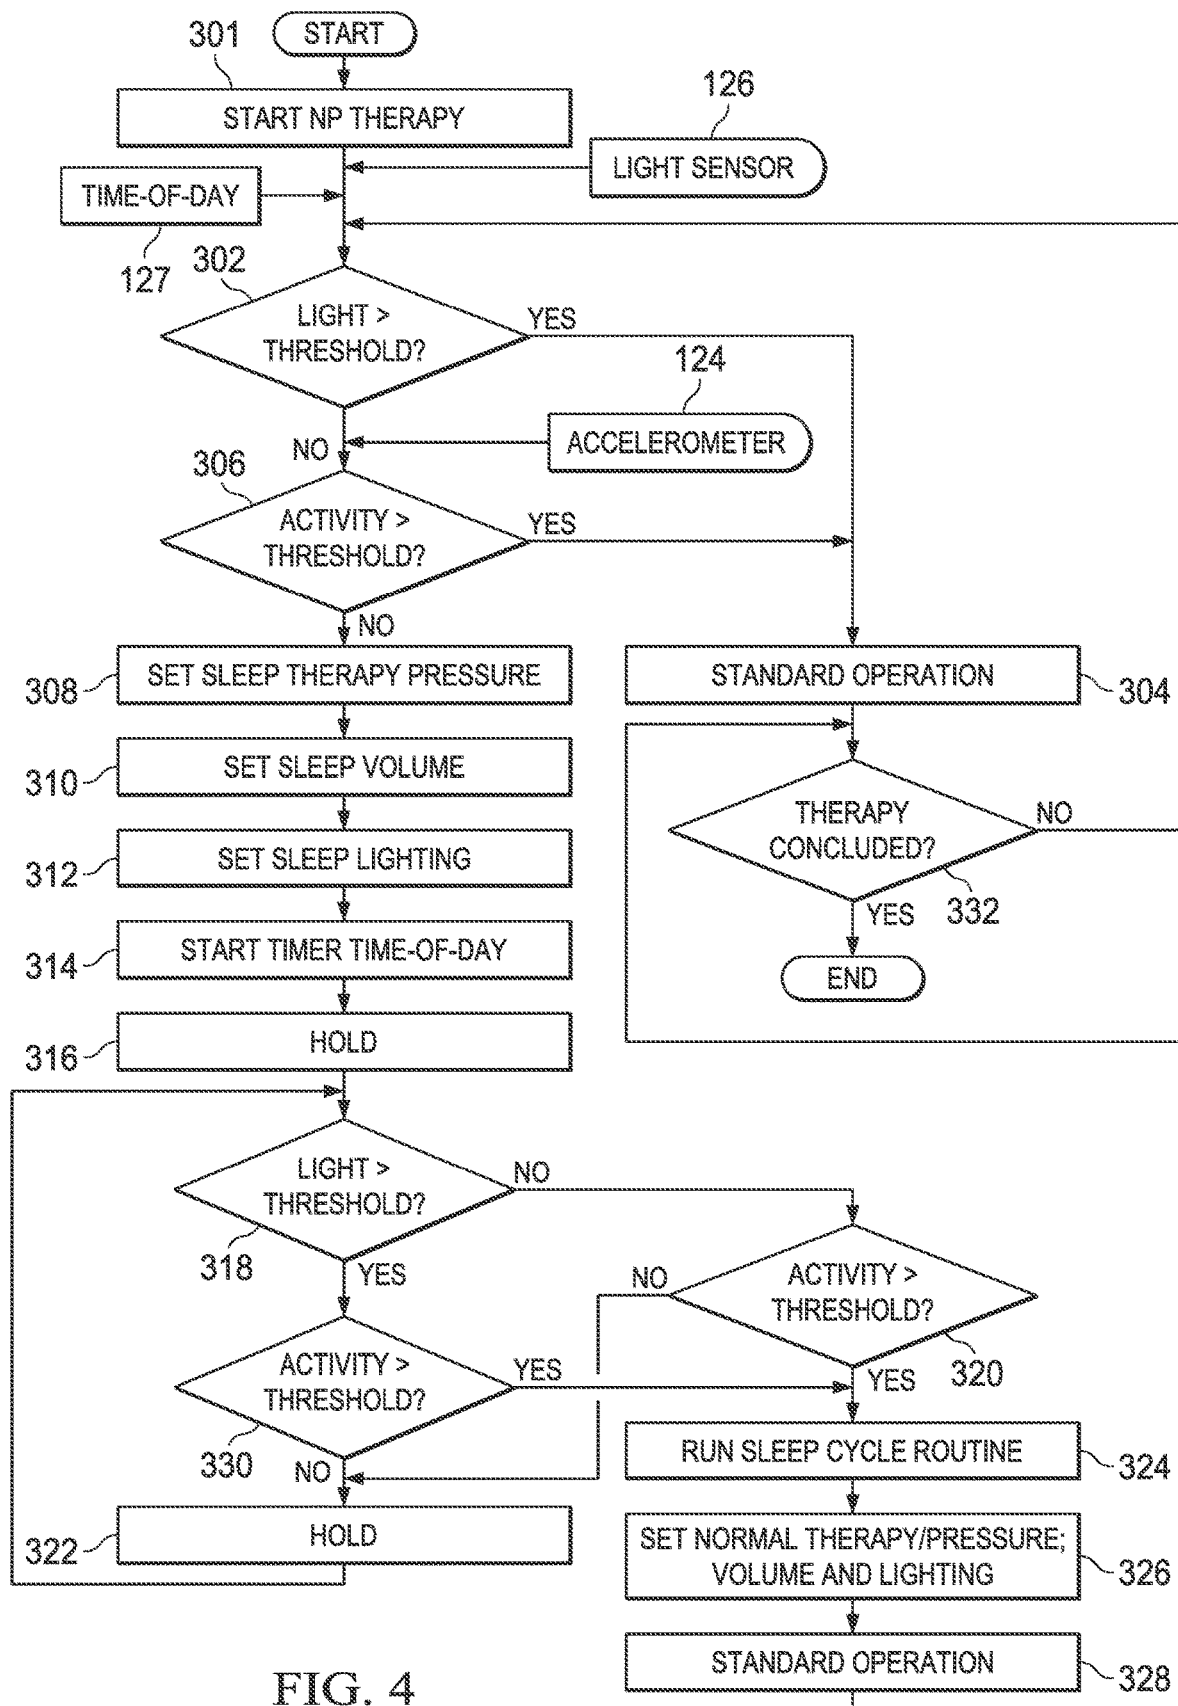 START
301
START NP THERAPY
126
LIGHT SENSOR
TIME-OF-DAY
127
302
LIGHT >
THRESHOLD?
YES
NO
124
ACCELEROMETER
306
ACTIVITY >
THRESHOLD?
YES
NO
308
SET SLEEP THERAPY PRESSURE
STANDARD OPERATION
304
310
SET SLEEP VOLUME
THERAPY
CONCLUDED?
NO
332
YES
END
312
SET SLEEP LIGHTING
314
START TIMER TIME-OF-DAY
316
HOLD
LIGHT >
THRESHOLD?
NO
318
YES
ACTIVITY >
THRESHOLD?
NO
320
YES
ACTIVITY >
THRESHOLD?
YES
330
NO
RUN SLEEP CYCLE ROUTINE
324
322
HOLD
SET NORMAL THERAPY/PRESSURE;
VOLUME AND LIGHTING
326
STANDARD OPERATION
328
FIG. 4